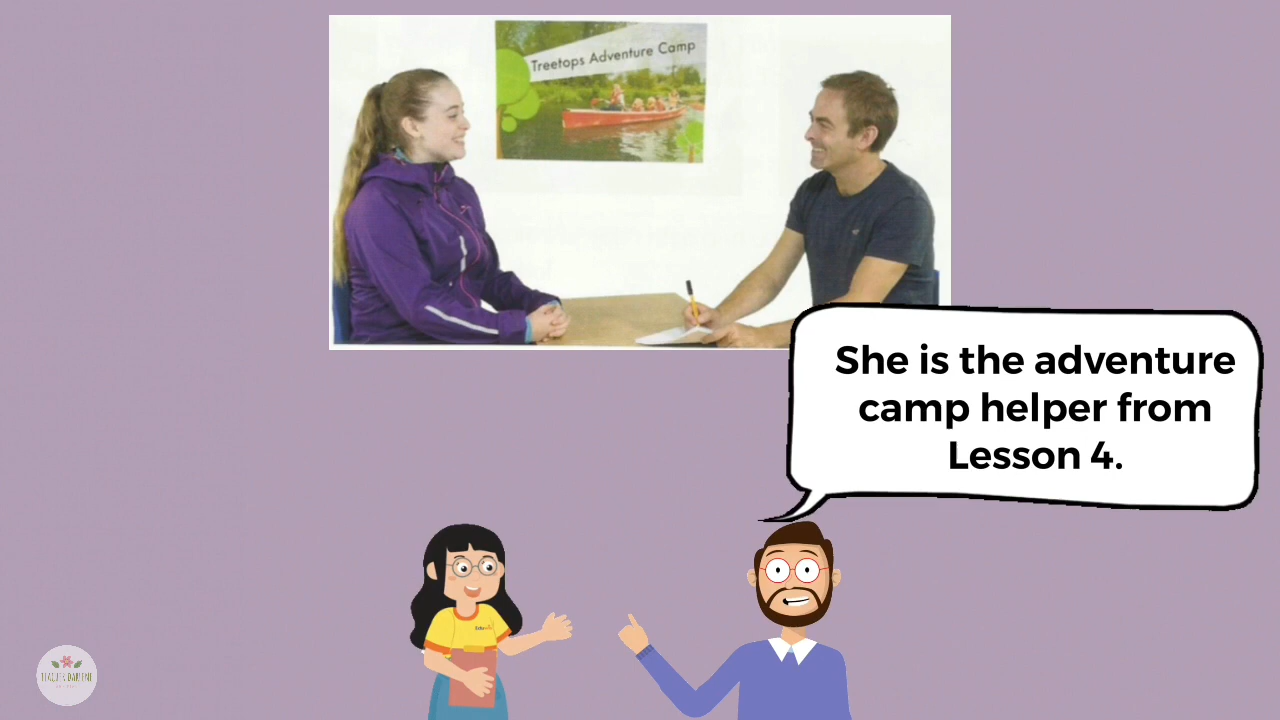 Treetops Adventure Camp
She is the adventure
camp helper from
Lesson 4.